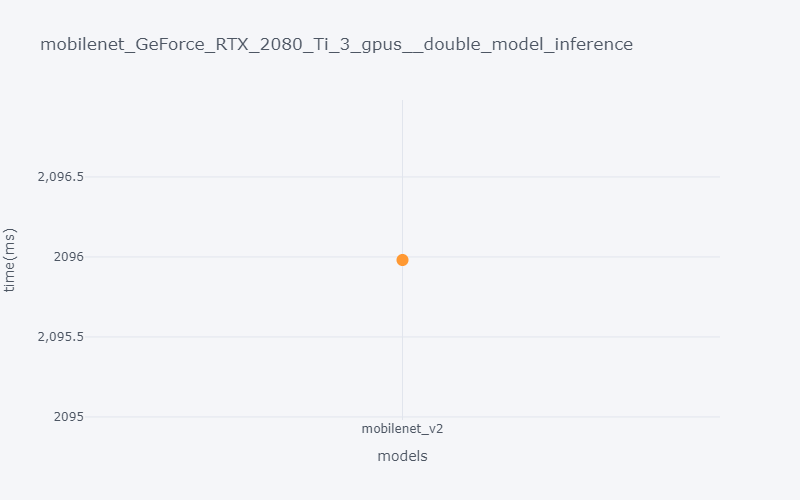 mobilenet_GeForce_RTX_2080_Ti_3_gpus__double_model_inference
2,096.5
2096
2,095.5
2095
time(ms)
mobilenet_v2
models